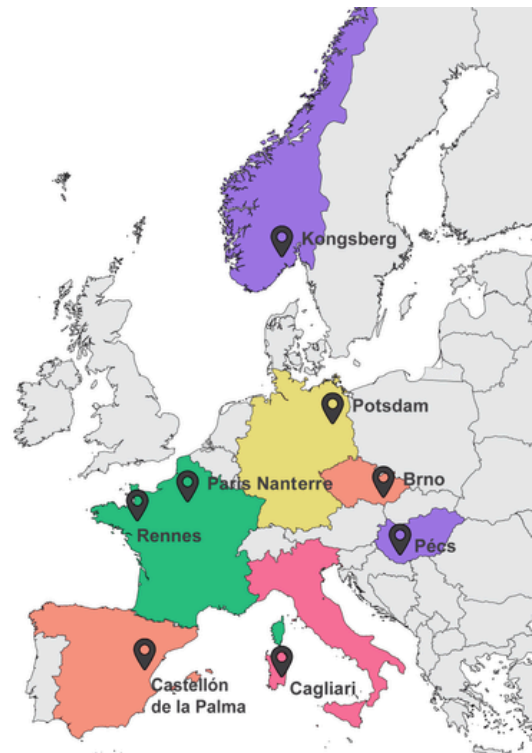 Kongsberg
Potsdam
Paris Nanterre
Brno
Rennes
Pécs
Castellón
de la Palma
Cagliari